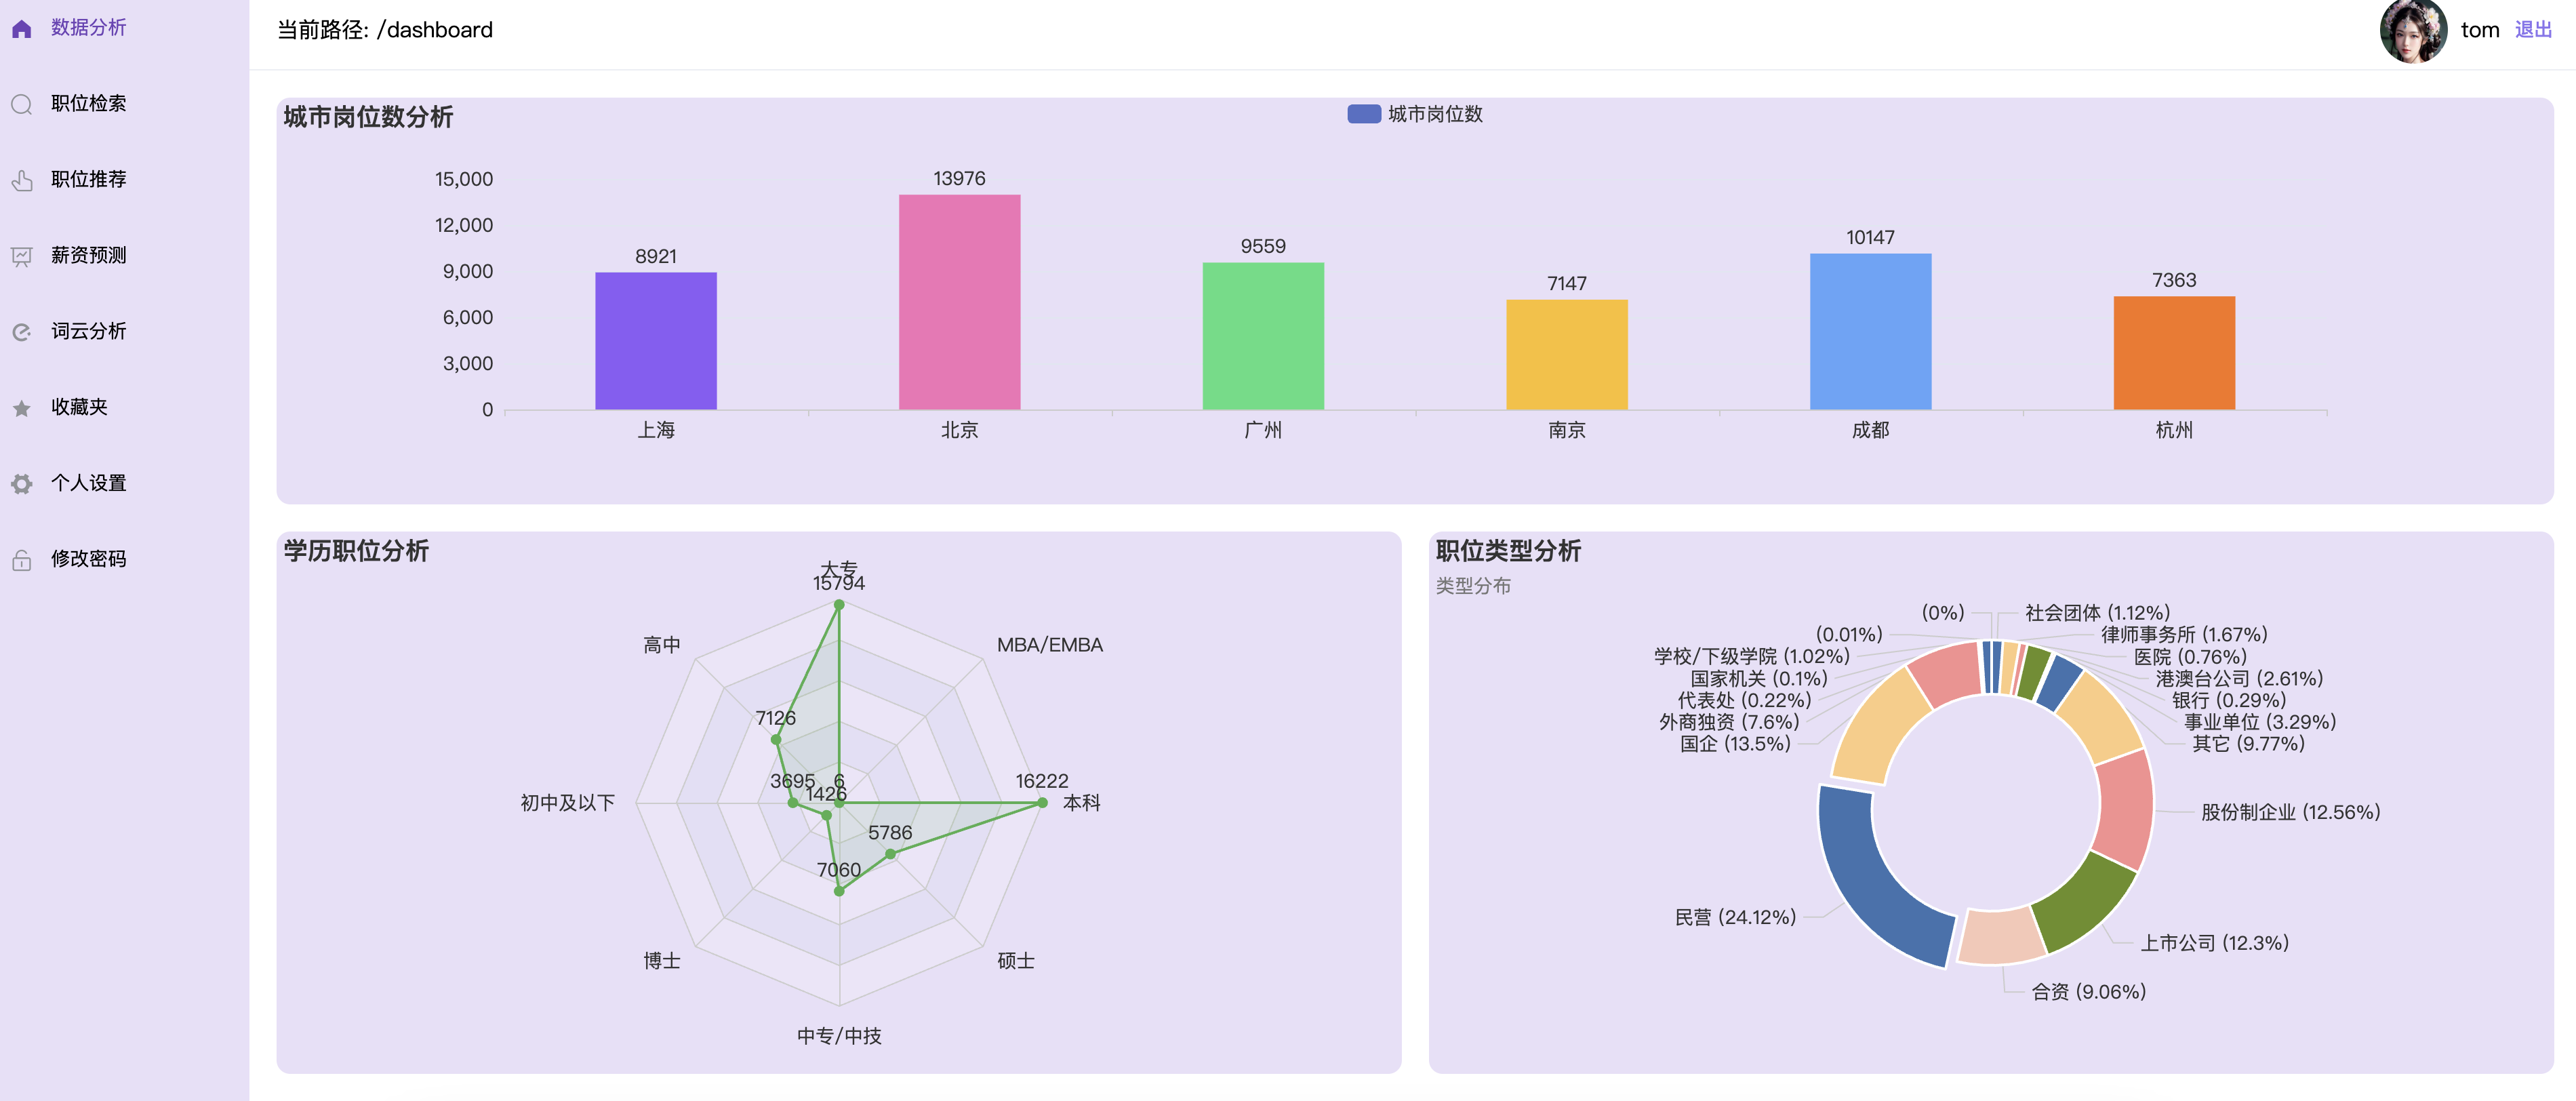 数据分析
职位检索
职位推荐
薪资预测
词云分析
收藏夹
个人设置
修改密码
当前路径: /dashboard
tom 退出
城市岗位数分析
城市岗位数
15,000
12,000
9,000
6,000
3,000
0
8921
13976
9559
7147
10147
7363
上海
北京
广州
南京
成都
杭州
学历职位分析
大专
15794
高中
MBA/EMBA
7126
3695
6
1426
16222
初中及以下
本科
5786
7060
博士
硕士
中专/中技
职位类型分析
类型分布
(0%)
社会团体 (1.12%)
(0.01%)
律师事务所 (1.67%)
学校/下级学院 (1.02%)
医院 (0.76%)
国家机关 (0.1%)
港澳台公司 (2.61%)
代表处 (0.22%)
银行 (0.29%)
外商独资 (7.6%)
事业单位 (3.29%)
国企 (13.5%)
其它 (9.77%)
股份制企业 (12.56%)
民营 (24.12%)
上市公司 (12.3%)
合资 (9.06%)